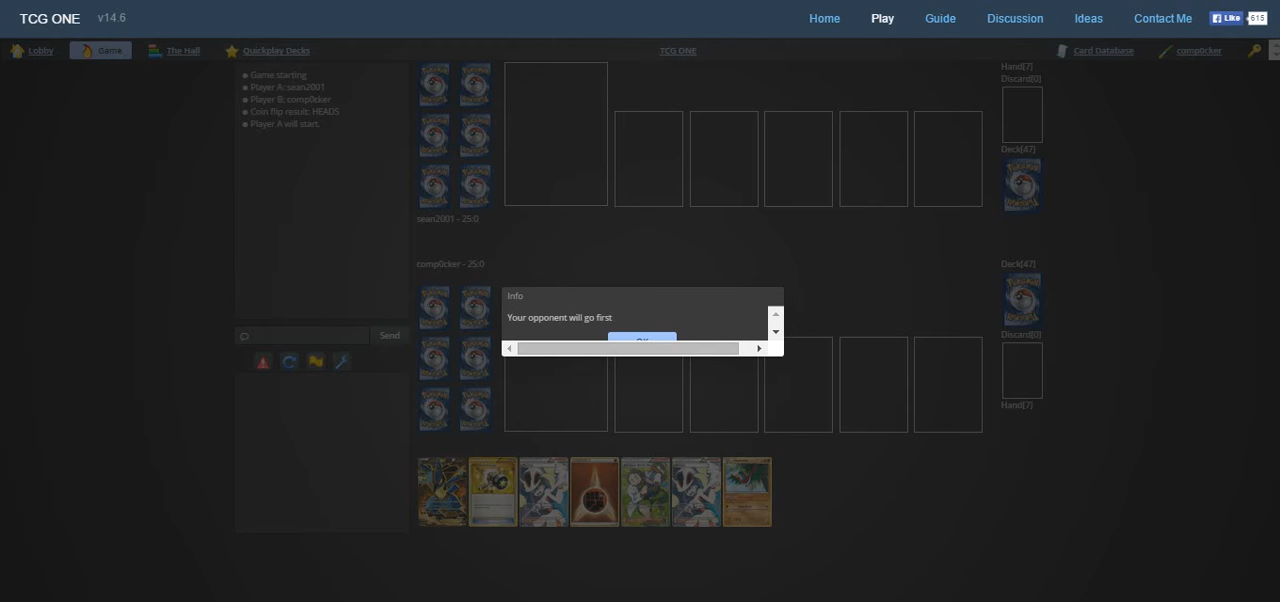 TCG ONE v14.6 Home Play Guide Discussion Ideas Contact Me Like 615
Lobby Game The Hall Quickplay Decks TCG ONE Card Database comp0cker
Game starting
Player A: sean2001
Player B: comp0cker
Coin flip result: HEADS
Player A will start.
Hand[7]
Discard[0]
Deck[47]
sean2001 - 25:0
comp0cker - 25:0
Deck[47]
Info
Your opponent will go first
OK
Send
Discard[0]
Hand[7]